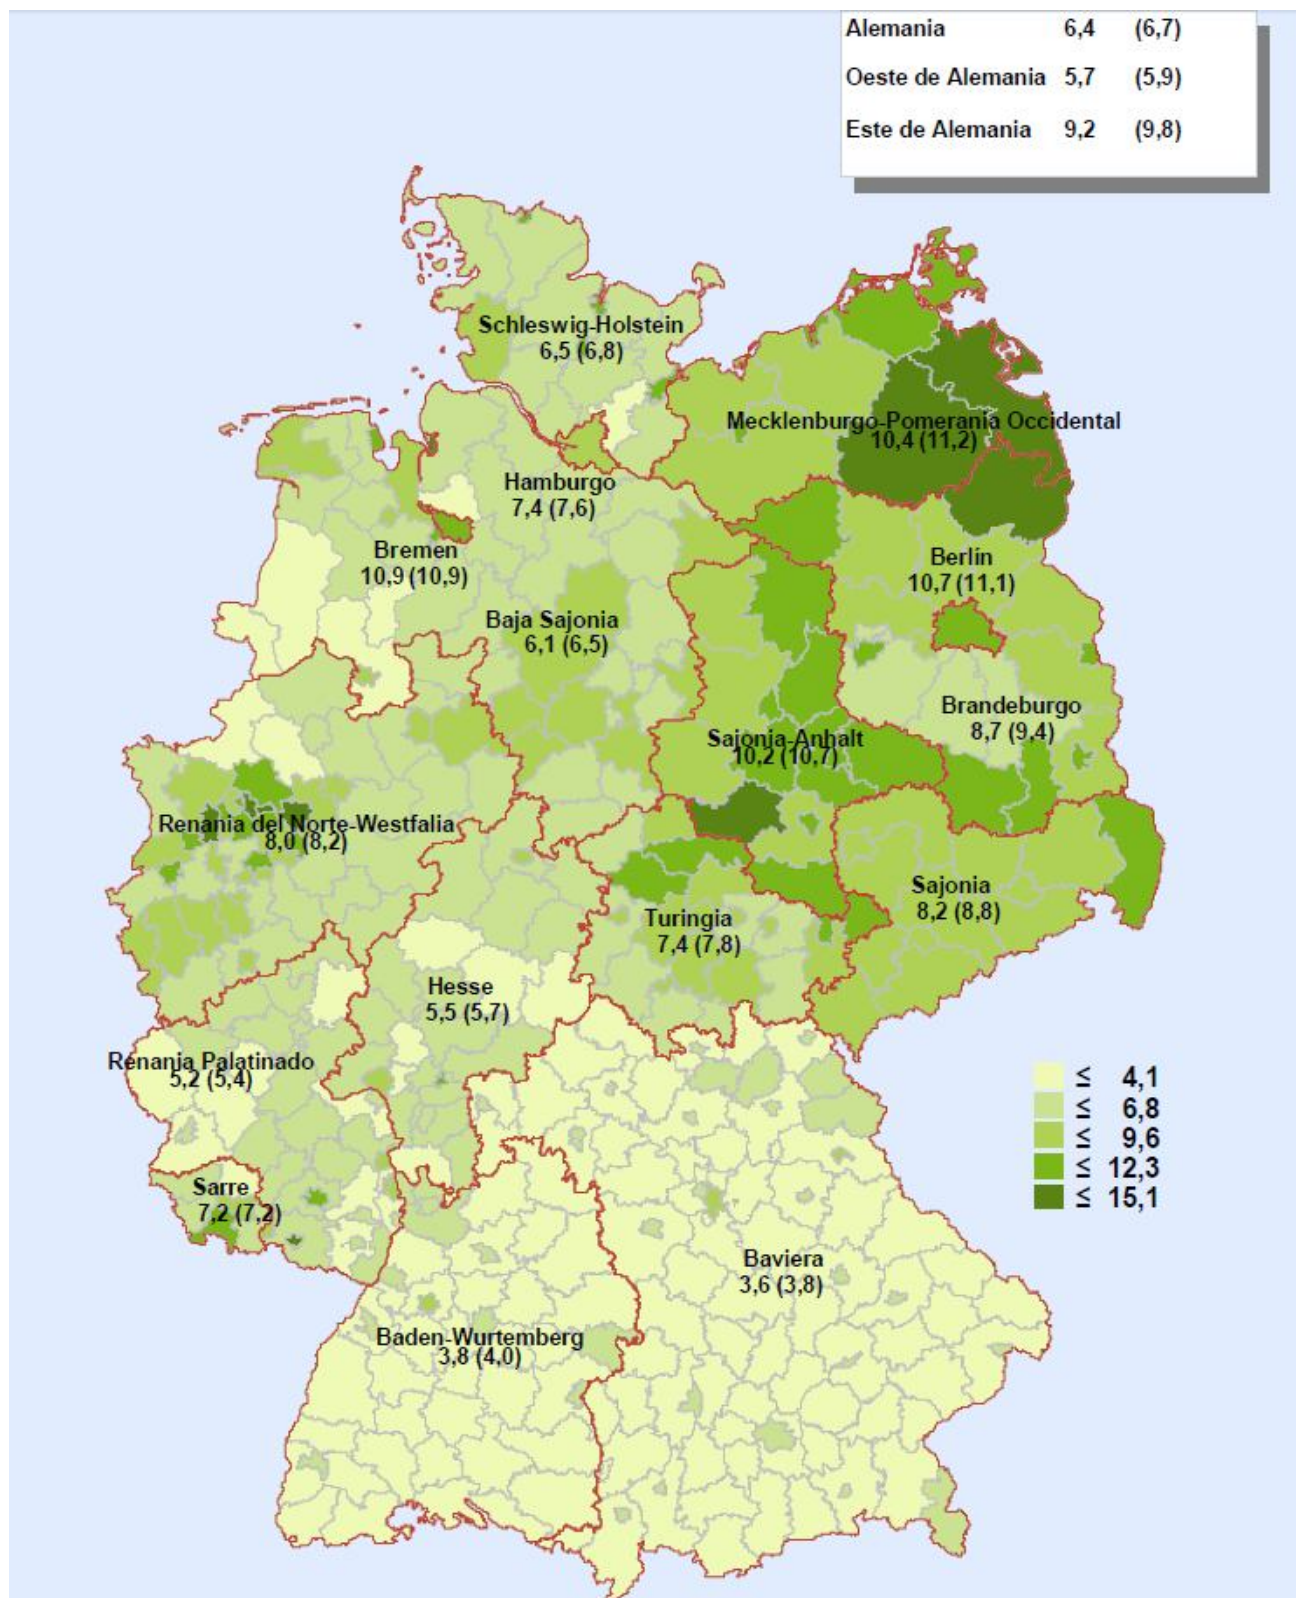 Alemania 6,4 (6,7)
Oeste de Alemania 5,7 (5,9)
Este de Alemania 9,2 (9,8)
Schleswig-Holstein
6,5 (6,8)
Mecklenburgo-Pomerania Occidental
10,4 (11,2)
Hamburgo
7,4 (7,6)
Bremen
10,9 (10,9)
Berlín
10,7 (11,1)
Baja Sajonia
6,1 (6,5)
Brandeburgo
8,7 (9,4)
Sajonia-Anhalt
10,2 (10,7)
Renania del Norte-Westfalia
8,0 (8,2)
Sajonia
8,2 (8,8)
Turingia
7,4 (7,8)
Hesse
5,5 (5,7)
Renania Palatinado
5,2 (5,4)
≤ 4,1
≤ 6,8
≤ 9,6
≤ 12,3
≤ 15,1
Sarre
7,2 (7,2)
Baviera
3,6 (3,8)
Baden-Wurtemberg
3,8 (4,0)